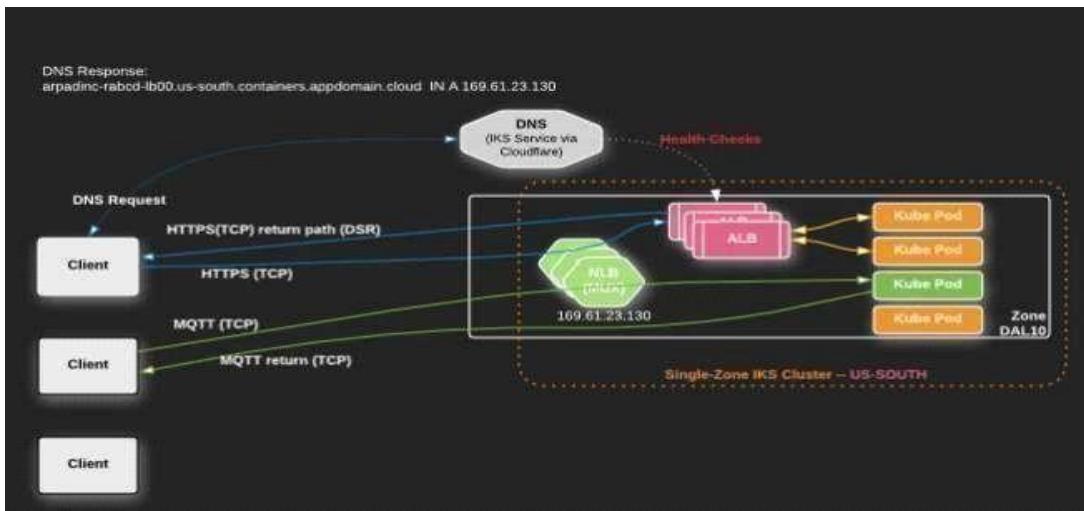 DNS Response:
arpadinc-rabcd-lb00.us-south.containers.appdomain.cloud IN A 169.61.23.130
DNS
(IKS Service via
Cloudflare)
Health Checks
DNS Request
HTTPS(TCP) return path (DSR)
Client
HTTPS (TCP)
ALB
ALB
Kube Pod
Kube Pod
NLB
(MUX)
Kube Pod
169.61.23.130
Kube Pod
Zone
DAL10
MQTT (TCP)
MQTT return (TCP)
Client
Single-Zone IKS Cluster – US-SOUTH
Client